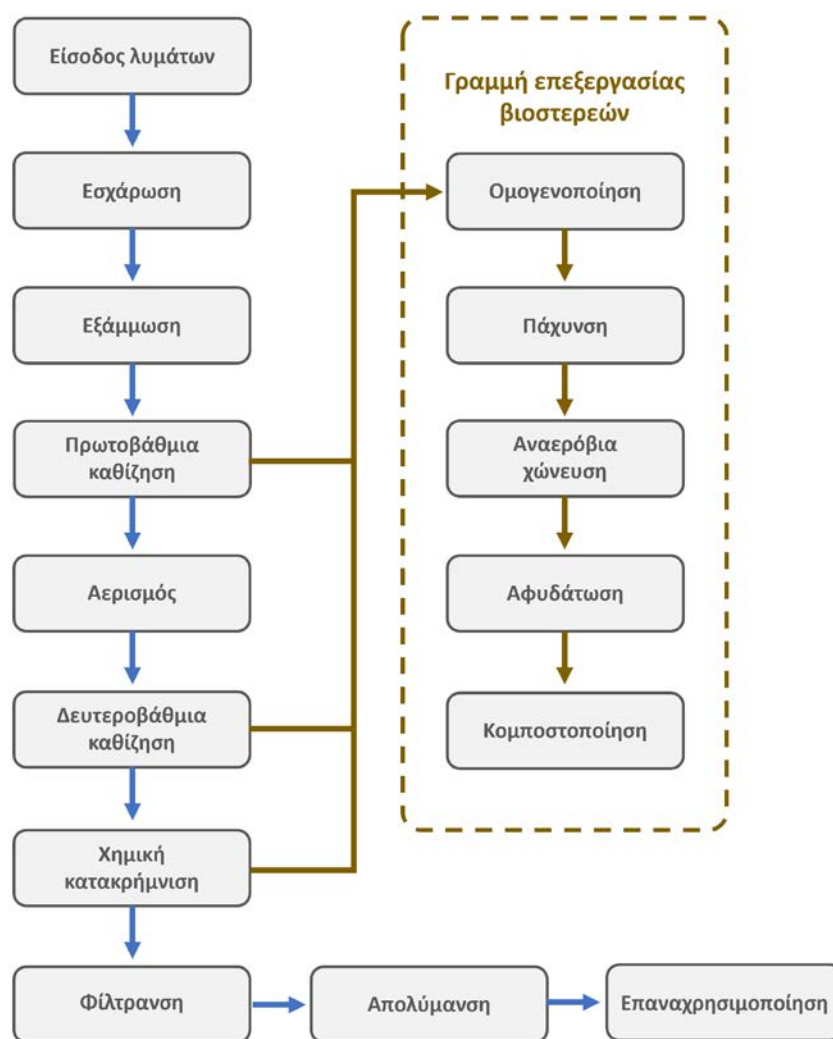 Είσοδος λυμάτων
Εσχάρωση
Εξάμμωση
Πρωτοβάθμια
καθίζηση
Αερισμός
Δευτεροβάθμια
καθίζηση
Χημική
κατακρήμνιση
Φίλτρανση
Απολύμανση
Επαναχρησιμοποίηση
Γραμμή επεξεργασίας
βιοστερεών
Ομογενοποίηση
Πάχυνση
Αναερόβια
χώνευση
Αφυδάτωση
Κομποστοποίηση